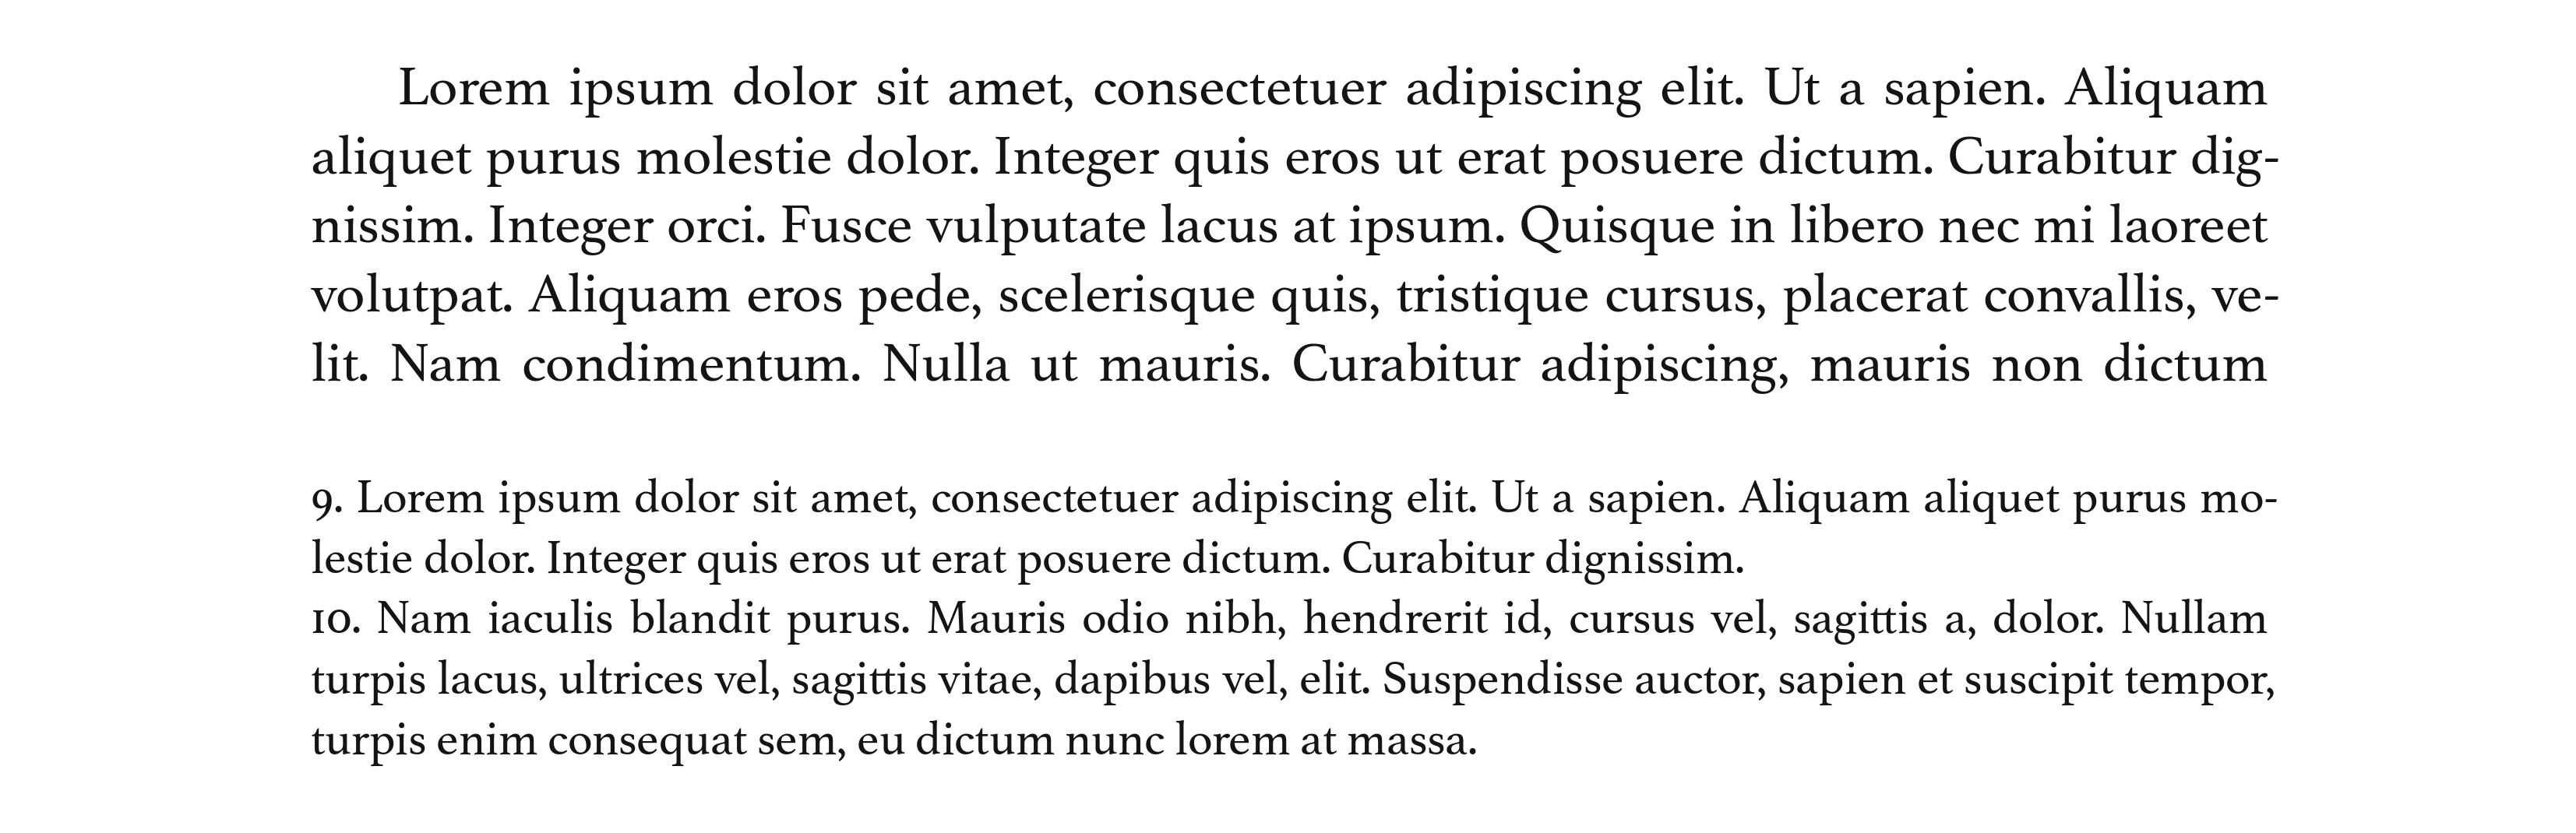 Lorem ipsum dolor sit amet, consectetuer adipiscing elit. Ut a sapien. Aliquam
aliquet purus molestie dolor. Integer quis eros ut erat posuere dictum. Curabitur dig-
nissim. Integer orci. Fusce vulputate lacus at ipsum. Quisque in libero nec mi laoreet
volutpat. Aliquam eros pede, scelerisque quis, tristique cursus, placerat convallis, ve-
lit. Nam condimentum. Nulla ut mauris. Curabitur adipiscing, mauris non dictum
9. Lorem ipsum dolor sit amet, consectetuer adipiscing elit. Ut a sapien. Aliquam aliquet purus mo-
lestie dolor. Integer quis eros ut erat posuere dictum. Curabitur dignissim.
10. Nam iaculis blandit purus. Mauris odio nibh, hendrerit id, cursus vel, sagittis a, dolor. Nullam
turpis lacus, ultrices vel, sagittis vitae, dapibus vel, elit. Suspendisse auctor, sapien et suscipit tempor,
turpis enim consequat sem, eu dictum nunc lorem at massa.